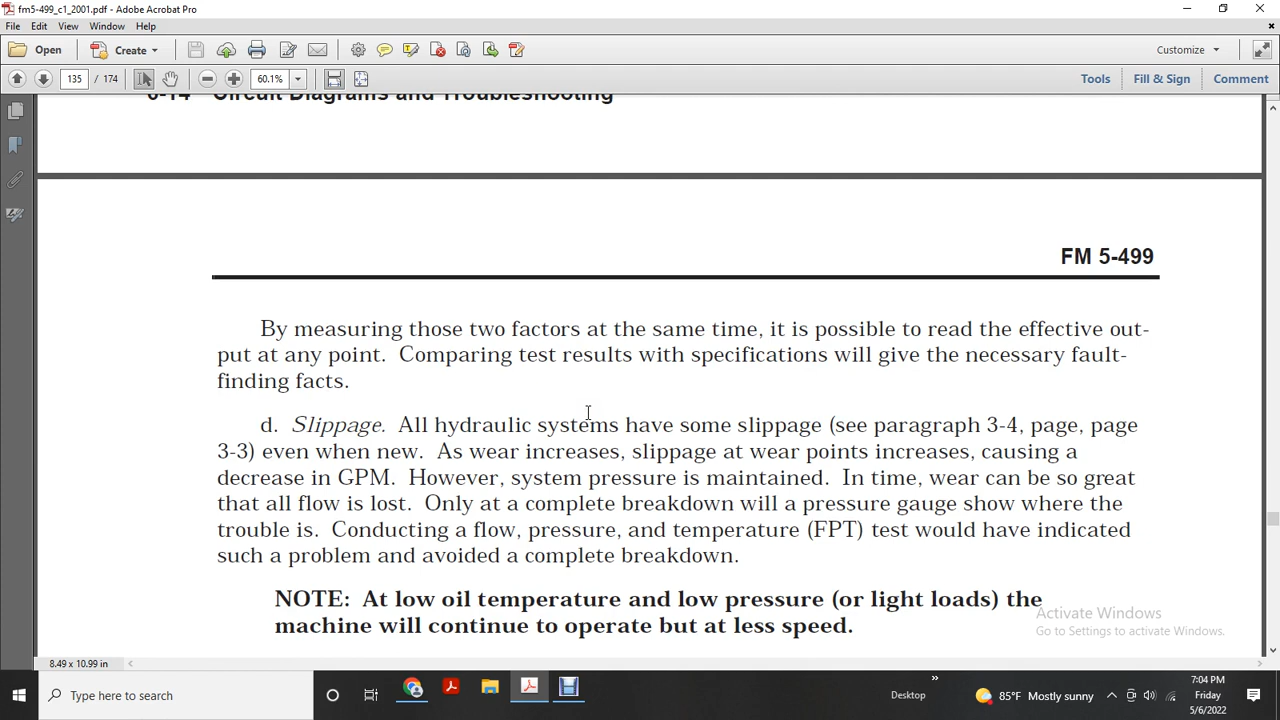 fm5-499_c1_2001.pdf - Adobe Acrobat Pro
File Edit View Window Help
Open Create Customize
135 / 174 60.1% Tools Fill & Sign Comment
6-14 Circuit Diagrams and Troubleshooting
FM 5-499
By measuring those two factors at the same time, it is possible to read the effective out-
put at any point. Comparing test results with specifications will give the necessary fault-
finding facts.
d. Slippage. All hydraulic systems have some slippage (see paragraph 3-4, page, page
3-3) even when new. As wear increases, slippage at wear points increases, causing a
decrease in GPM. However, system pressure is maintained. In time, wear can be so great
that all flow is lost. Only at a complete breakdown will a pressure gauge show where the
trouble is. Conducting a flow, pressure, and temperature (FPT) test would have indicated
such a problem and avoided a complete breakdown.
NOTE: At low oil temperature and low pressure (or light loads) the
machine will continue to operate but at less speed.
Activate Windows
Go to Settings to activate Windows.
8.49 x 10.99 in
Type here to search
Desktop
»
85°F Mostly sunny
7:04 PM
Friday
5/6/2022